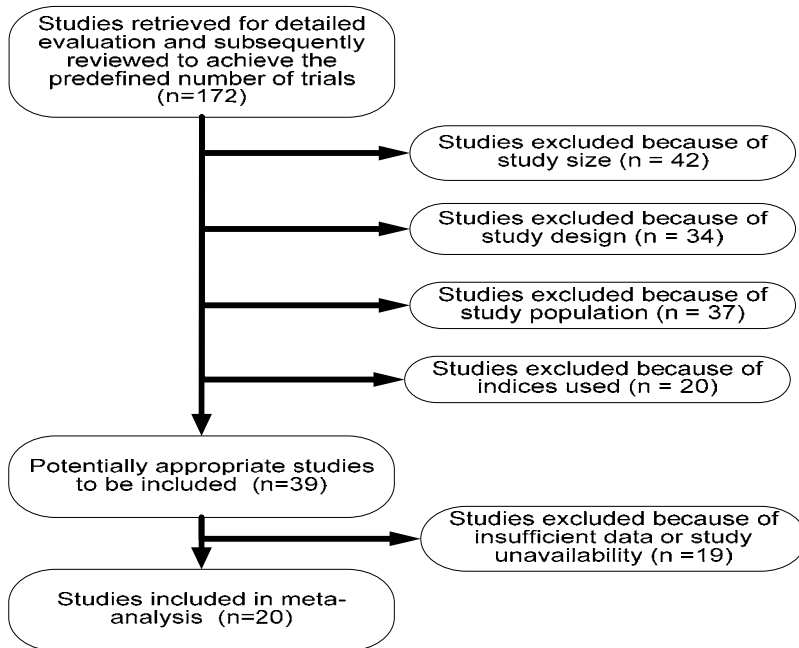 Studies retrieved for detailed
evaluation and subsequently
reviewed to achieve the
predefined number of trials
(n=172)
Studies excluded because of
study size (n = 42)
Studies excluded because of
study design (n = 34)
Studies excluded because of
study population (n = 37)
Studies excluded because of
indices used (n = 20)
Potentially appropriate studies
to be included (n=39)
Studies excluded because of
insufficient data or study
unavailability (n =19)
Studies included in meta-
analysis (n=20)